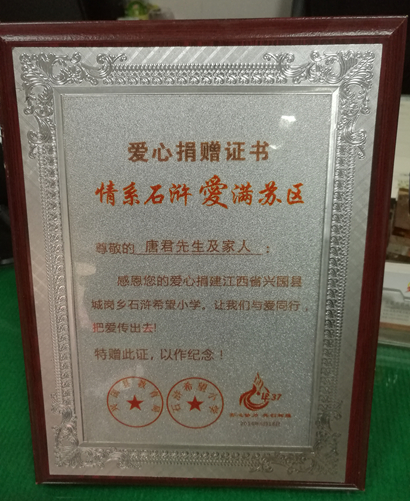 爱心捐赠证书
情系石浒 愛满苏区
尊敬的 唐君先生及家人 :
感恩您的爱心捐建江西省兴国县
城岗乡石浒希望小学，让我们与爱同行，
把爱传出去!
特赠此证，以作纪念！